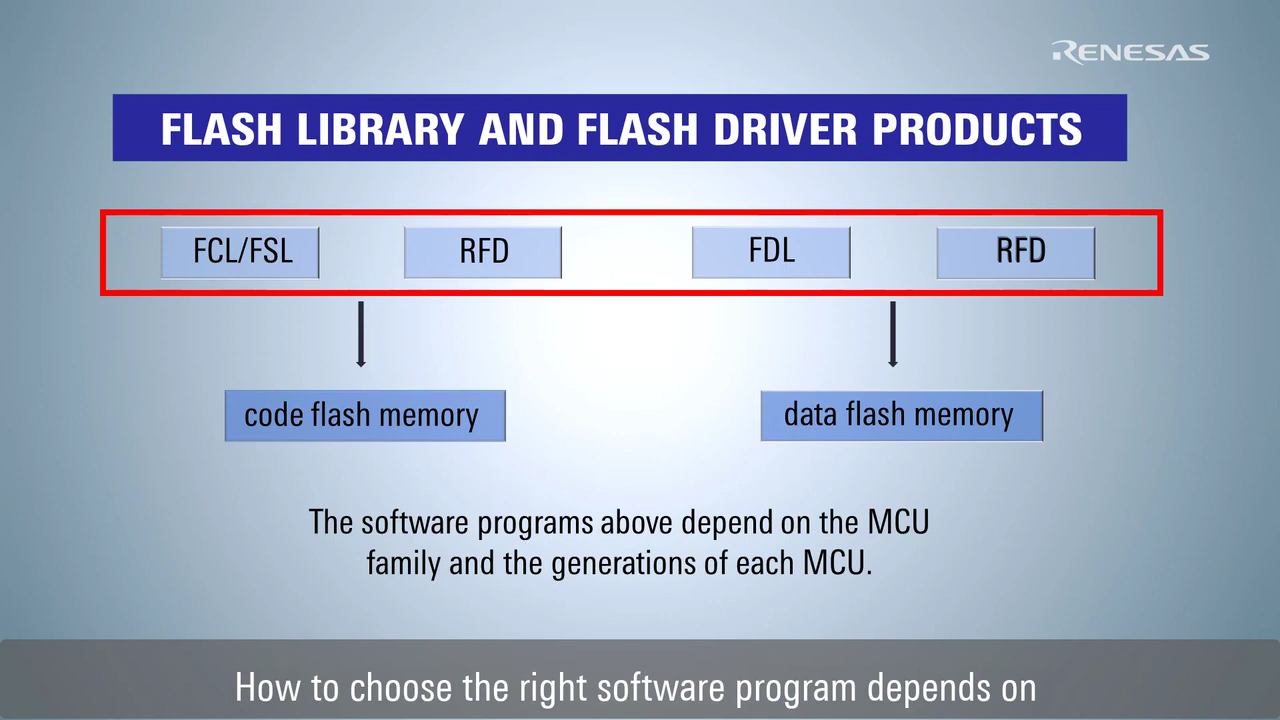 RENESAS
FLASH LIBRARY AND FLASH DRIVER PRODUCTS
FCL/FSL
RFD
FDL
RFD
code flash memory
data flash memory
The software programs above depend on the MCU
family and the generations of each MCU.
How to choose the right software program depends on